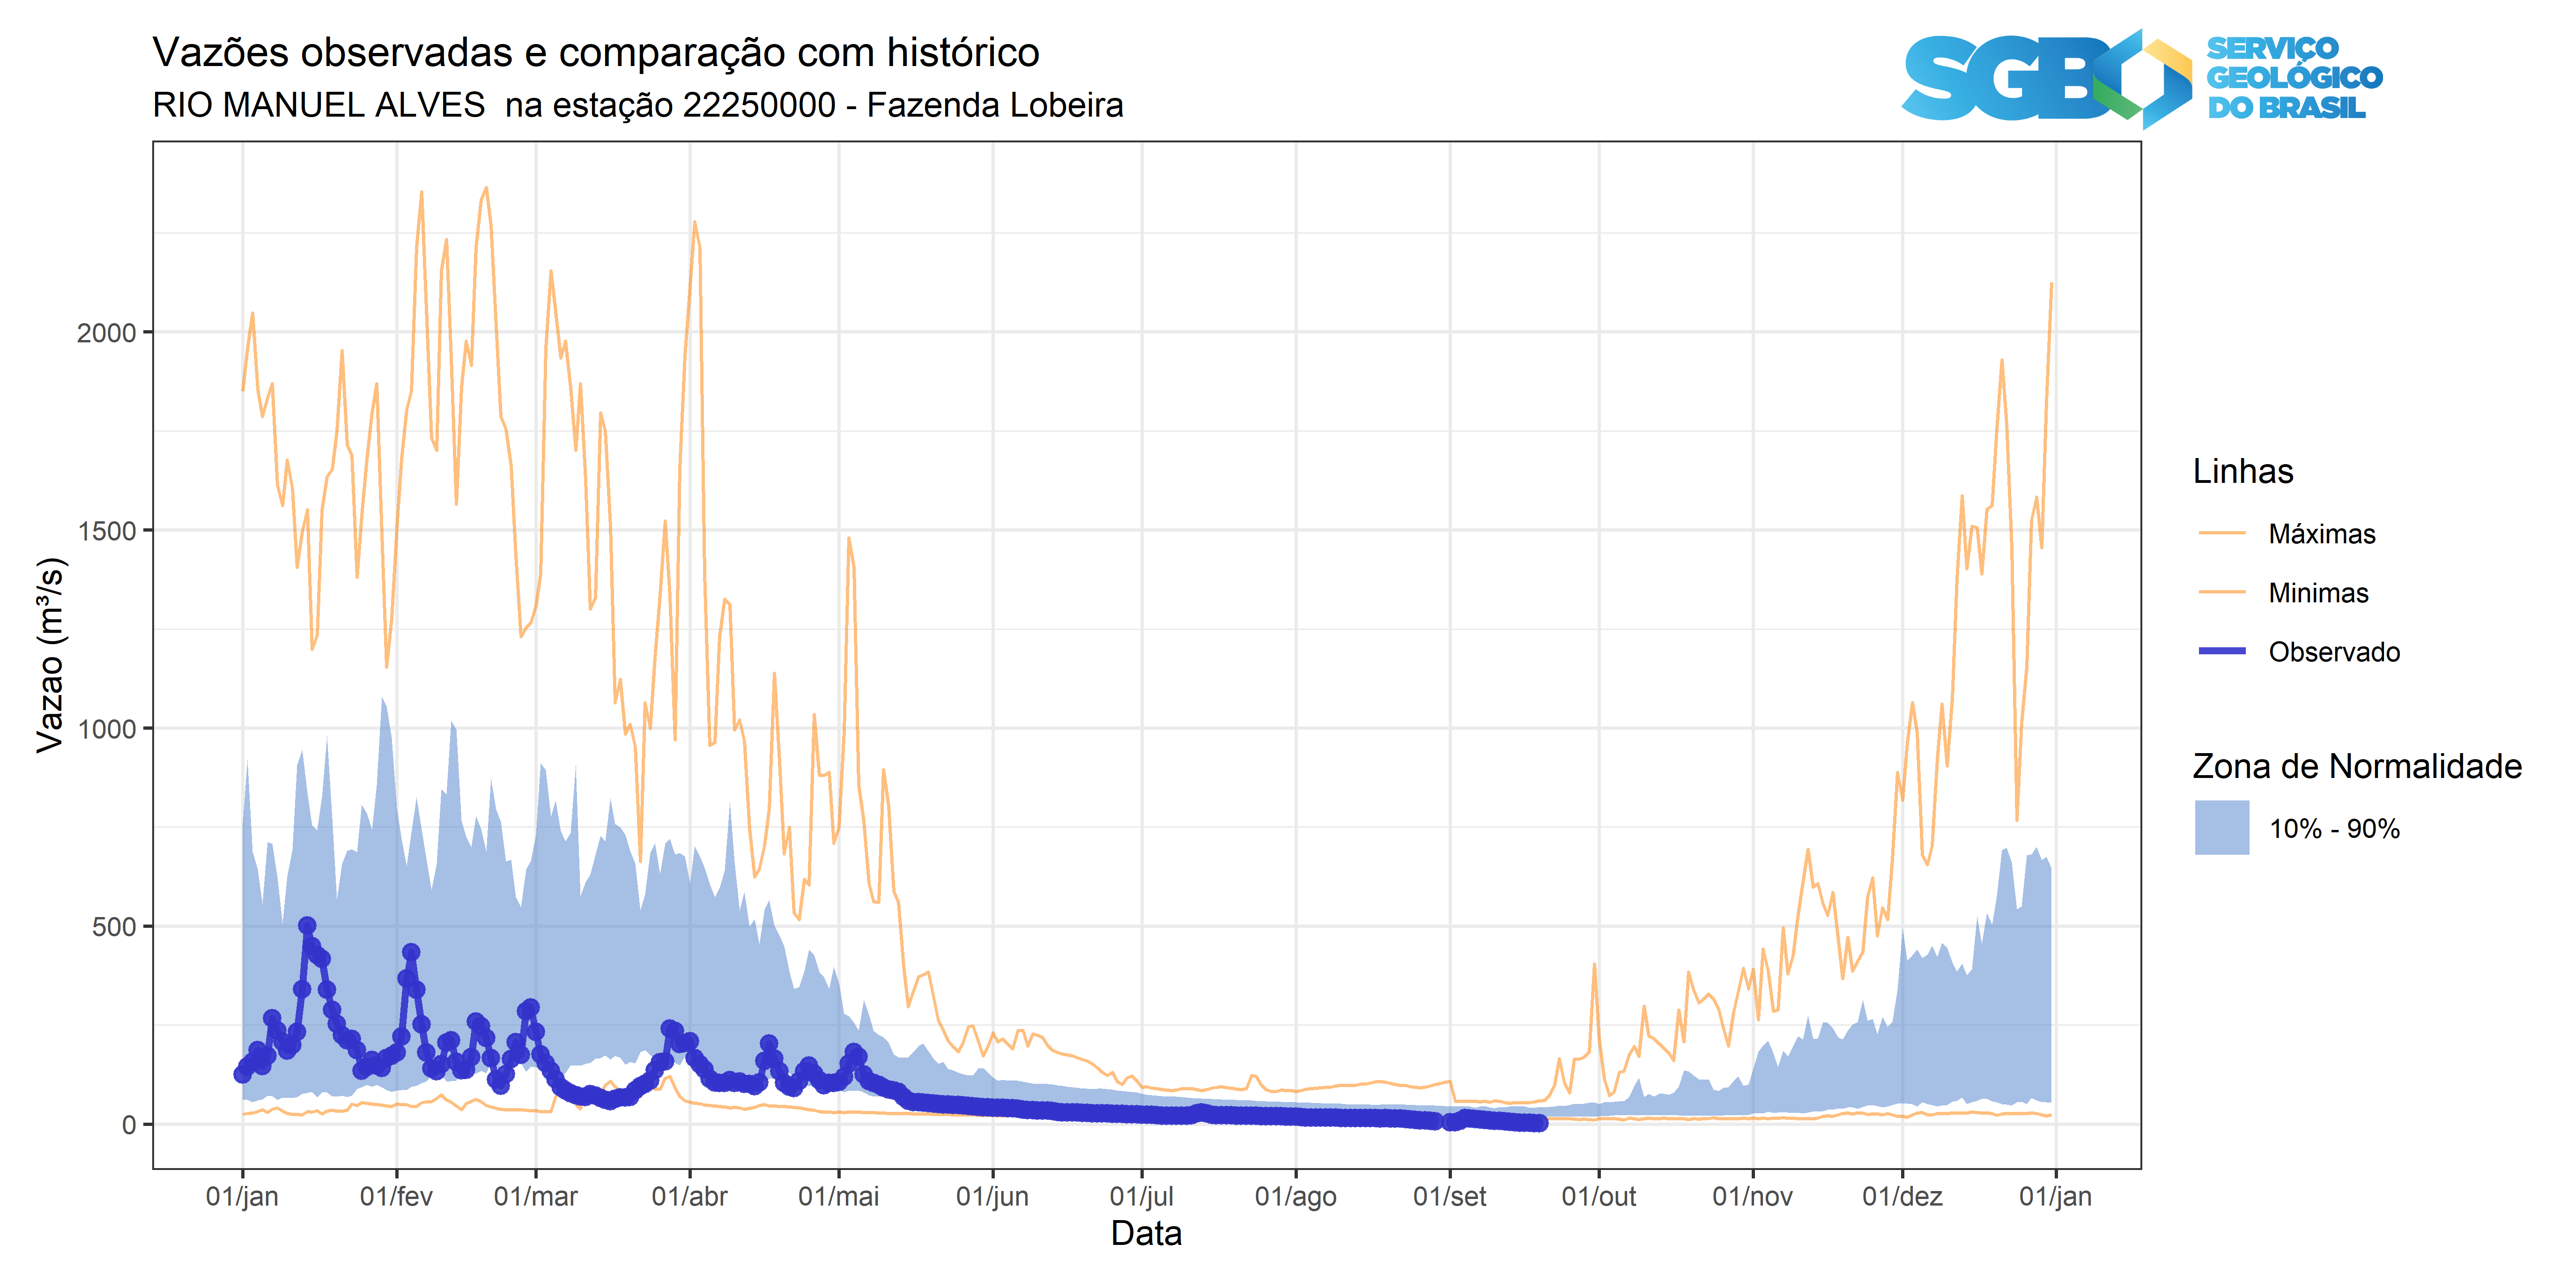 Vazões observadas e comparação com histórico
RIO MANUEL ALVES  na estação 22250000 - Fazenda Lobeira
SGB
SERVIÇO
GEOLÓGICO
DO BRASIL
Vazao (m³/s)
2000
1500
1000
500
0
01/jan
01/fev
01/mar
01/abr
01/mai
01/jun
01/jul
01/ago
01/set
01/out
01/nov
01/dez
01/jan
Data
Linhas
Máximas
Minimas
Observado
Zona de Normalidade
10% - 90%